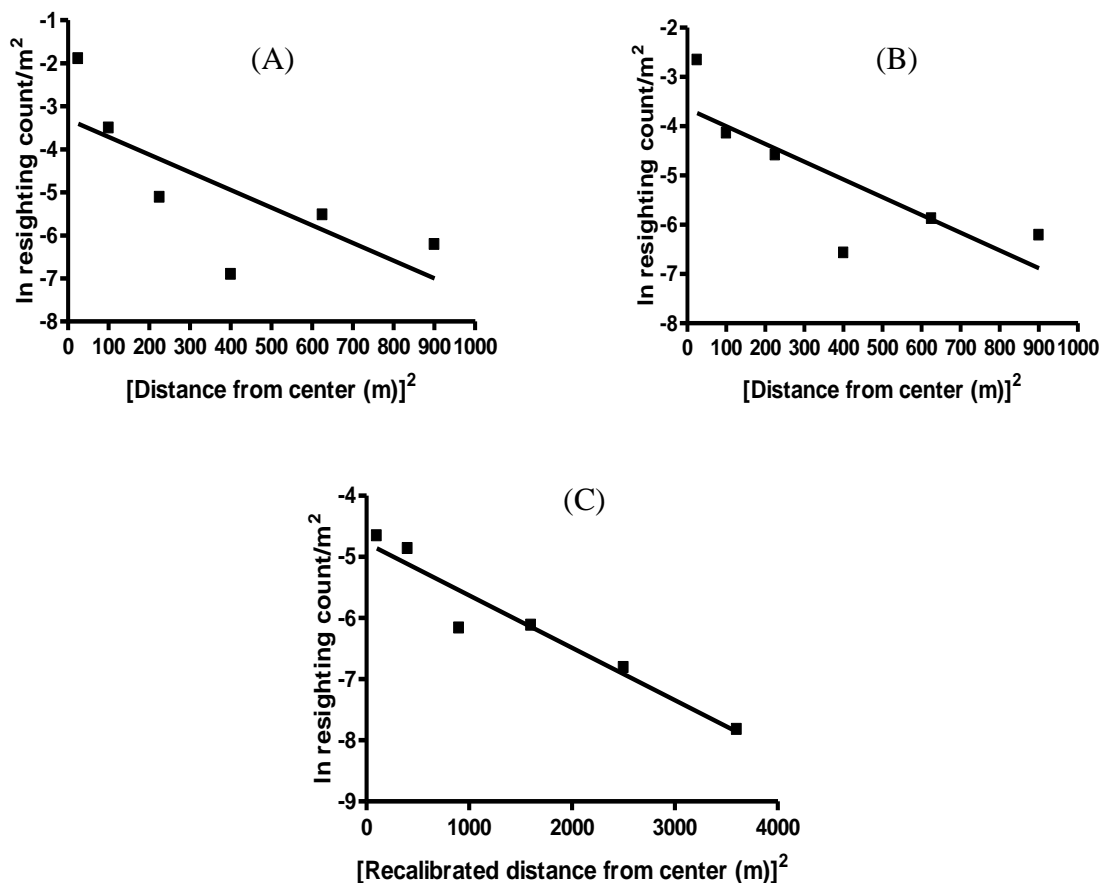 (A)
ln resighting count/m²
-1
-2
-3
-4
-5
-6
-7
-8
0 100 200 300 400 500 600 700 800 900 1000
[Distance from center (m)]²
(B)
ln resighting count/m²
-2
-3
-4
-5
-6
-7
-8
0 100 200 300 400 500 600 700 800 900 1000
[Distance from center (m)]²
(C)
ln resighting count/m²
-4
-5
-6
-7
-8
-9
0 1000 2000 3000 4000
[Recalibrated distance from center (m)]²